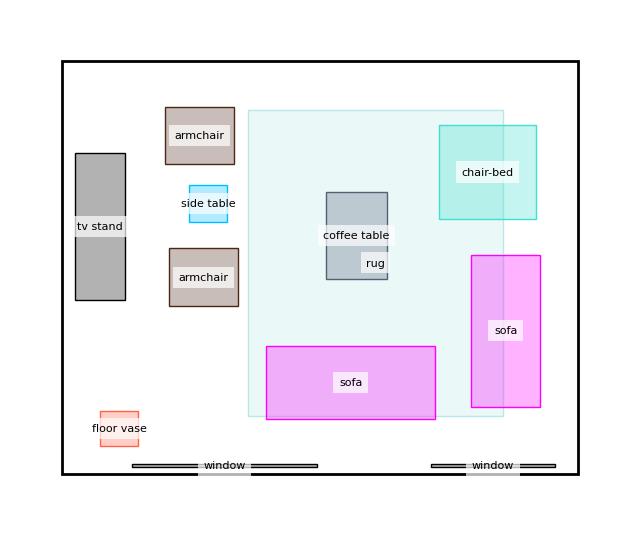 armchair
chair-bed
side table
tv stand
coffee table
rug
armchair
sofa
sofa
floor vase
window
window